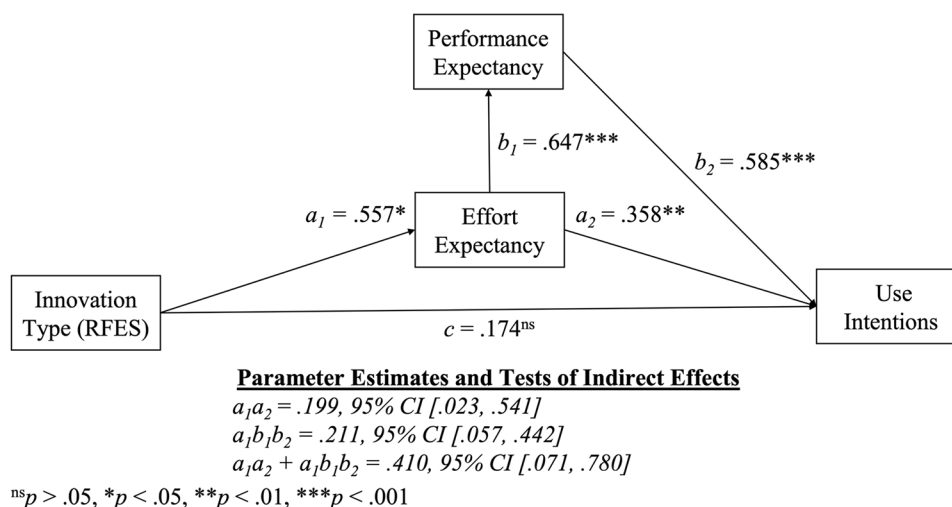 Performance
Expectancy
b₁ = .647***
b₂ = .585***
a₁ = .557*
Effort
Expectancy
a₂ = .358**
Innovation
Type (RFES)
Use
Intentions
c = .174ⁿˢ
Parameter Estimates and Tests of Indirect Effects
a₁a₂ = .199, 95% CI [.023, .541]
a₁b₁b₂ = .211, 95% CI [.057, .442]
a₁a₂ + a₁b₁b₂ = .410, 95% CI [.071, .780]
ⁿˢp > .05, *p < .05, **p < .01, ***p < .001